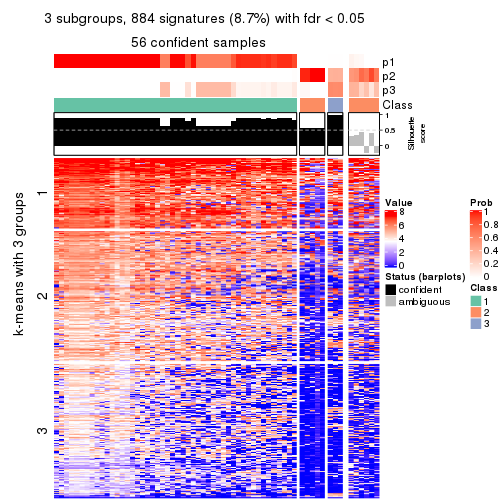 3 subgroups, 884 signatures (8.7%) with fdr < 0.05
56 confident samples
p1
p2
p3
Class
1
0.5
0
Silhouette
score
k-means with 3 groups
1
2
3
Value
8
6
4
2
0
Status (barplots)
confident
ambiguous
Prob
1
0.8
0.6
0.4
0.2
0
Class
1
2
3